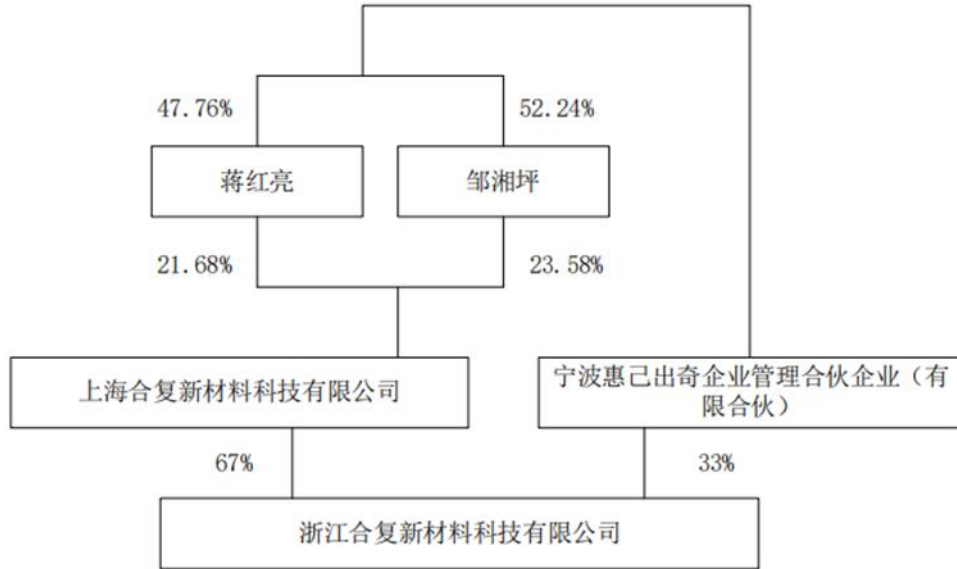 47.76%
52.24%
蒋红亮
邹湘坪
21.68%
23.58%
上海合复新材料科技有限公司
宁波惠己出奇企业管理合伙企业（有
限合伙）
67%
33%
浙江合复新材料科技有限公司